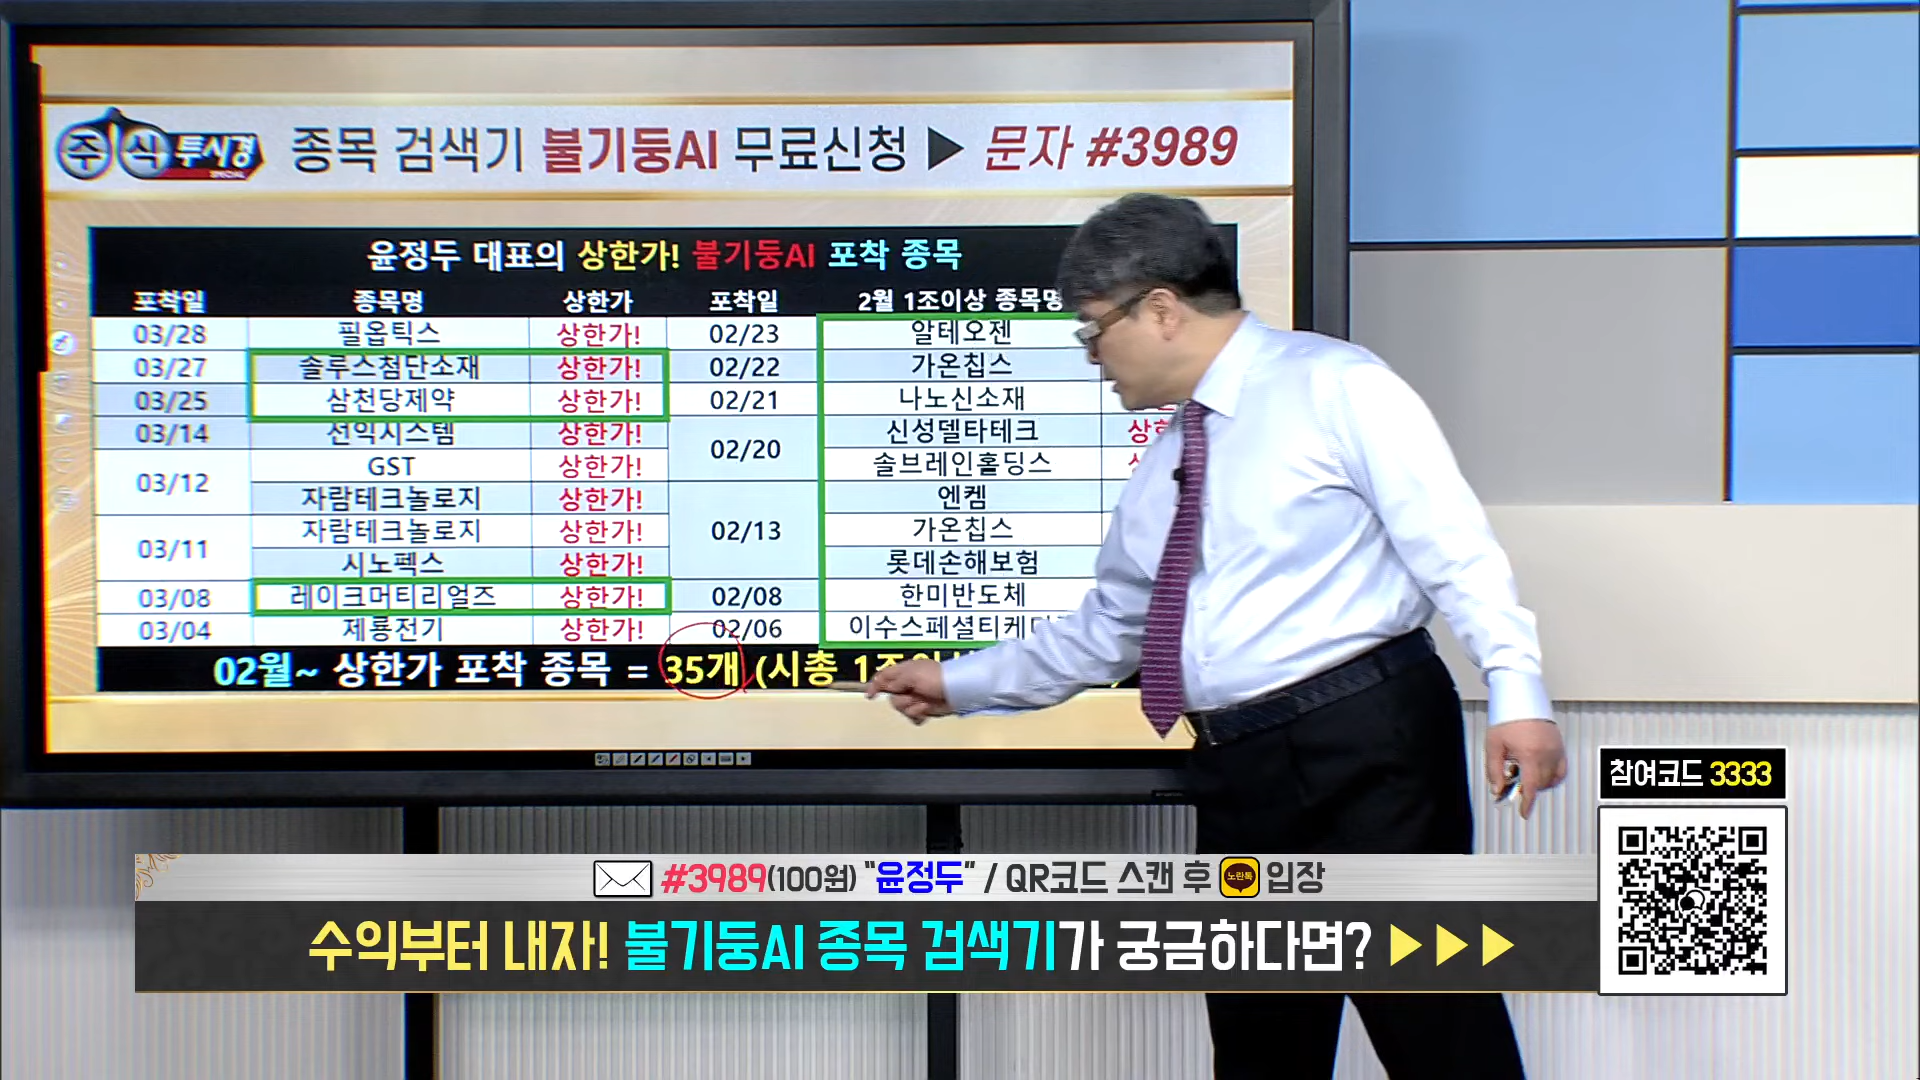 주식투시경 SPECIAL 종목 검색기 불기둥AI 무료신청 ▶ 문자 #3989
윤정두 대표의 상한가! 불기둥AI 포착 종목
포착일 종목명 상한가 포착일 2월 1조이상 종목명
03/28 필옵틱스 상한가! 02/23 알테오젠
03/27 솔루스첨단소재 상한가! 02/22 가온칩스
03/25 삼천당제약 상한가! 02/21 나노신소재
03/14 선익시스템 상한가! 02/20 신성델타테크
03/12 GST 상한가! 솔브레인홀딩스
자람테크놀로지 상한가! 02/13 엔켐
03/11 자람테크놀로지 상한가! 가온칩스
시노펙스 상한가! 롯데손해보험
03/08 레이크머티리얼즈 상한가! 02/08 한미반도체
03/04 제룡전기 상한가! 02/06 이수스페셜티케
02월~ 상한가 포착 종목 = 35개 (시총
참여코드 3333
#3989(100원) "윤정두" / QR코드 스캔 후 노란톡 입장
수익부터 내자! 불기둥AI 종목 검색기가 궁금하다면? ▶▶▶